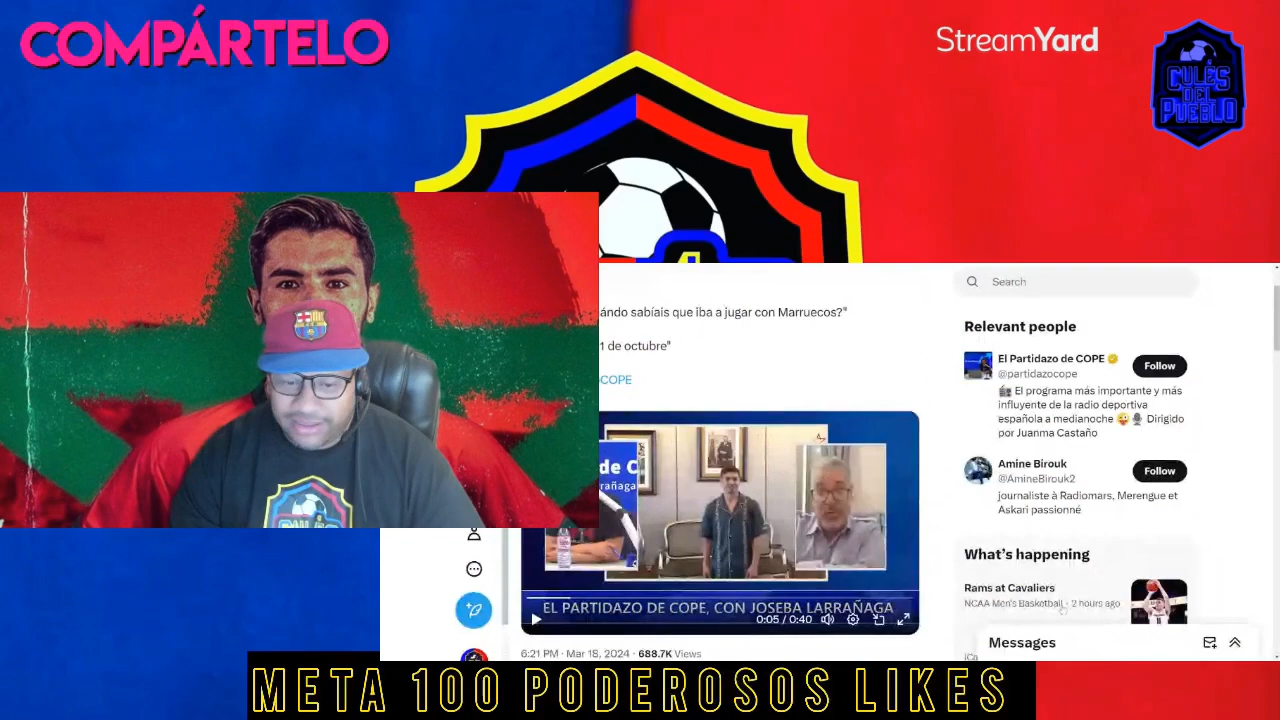 COMPÁRTELO
StreamYard
CULÉS
DEL
PUEBLO
ándo sabíais que iba a jugar con Marruecos?"
1 de octubre"
COPE
Search
Relevant people
El Partidazo de COPE
@partidazocope
Follow
El programa más importante y más
influyente de la radio deportiva
española a medianoche Dirigido
por Juanma Castaño
Amine Birouk
@AmineBirouk2
Follow
journaliste à Radiomars, Merengue et
Askari passionné
What's happening
Rams at Cavaliers
NCAA Men's Basketball · 2 hours ago
Messages
de C
rrañaga
EL PARTIDAZO DE COPE, CON JOSEBA LARRAÑAGA
0:05 / 0:40
6:21 PM · Mar 18, 2024 · 688.7K Views
META 100 PODEROSOS LIKES